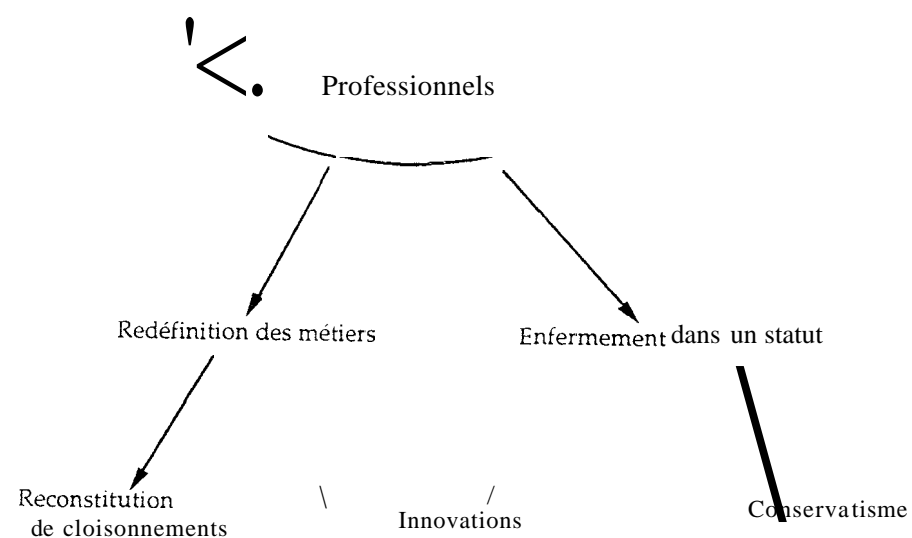 Professionnels
Redéfinition des métiers
Enfermement dans un statut
Reconstitution
de cloisonnements
Innovations
Conservatisme